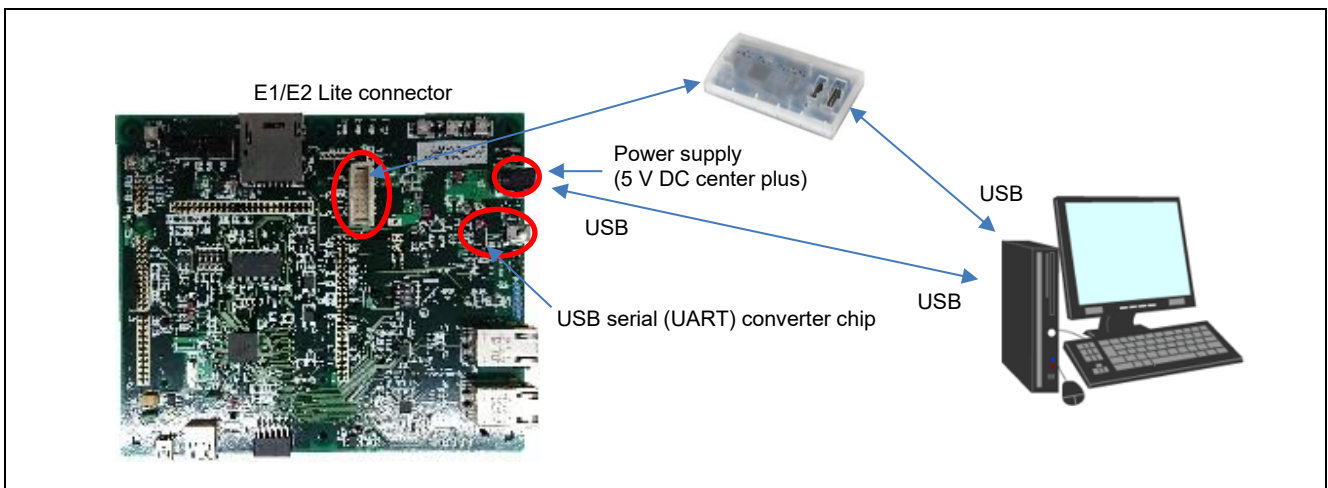 E1/E2 Lite connector
Power supply
(5 V DC center plus)
USB
USB
USB serial (UART) converter chip
USB